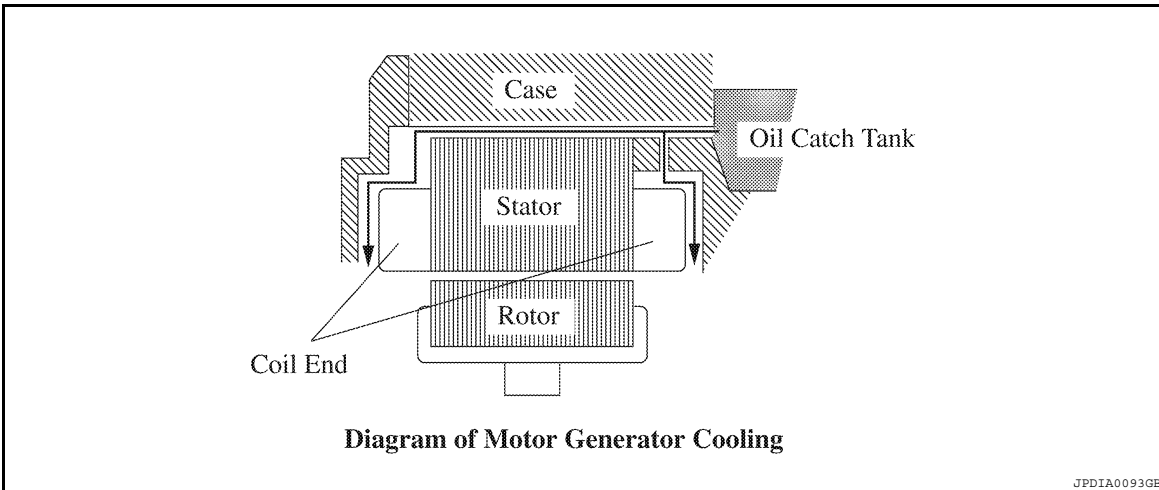 Case
Oil Catch Tank
Stator
Rotor
Coil End
Diagram of Motor Generator Cooling
JPDIA0093GB